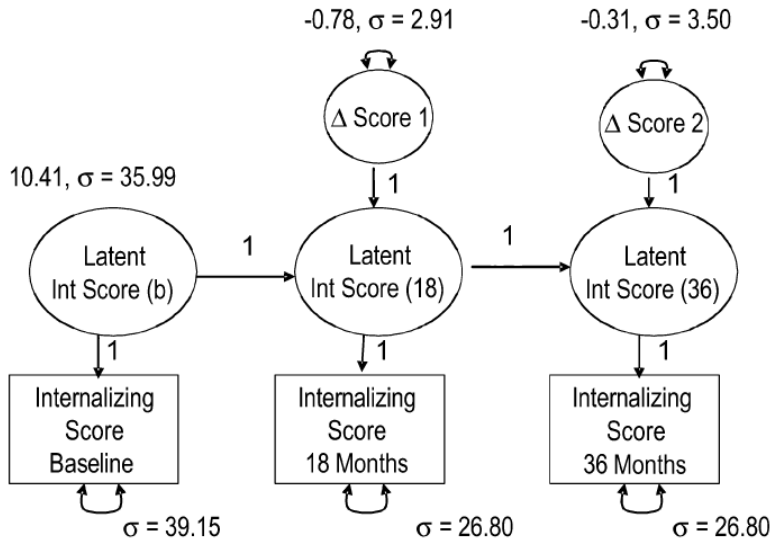 -0.78, σ = 2.91
-0.31, σ = 3.50
Δ Score 1
Δ Score 2
10.41, σ = 35.99
1
1
Latent
Int Score (b)
1
Latent
Int Score (18)
1
Latent
Int Score (36)
1
1
1
Internalizing
Score
Baseline
Internalizing
Score
18 Months
Internalizing
Score
36 Months
σ = 39.15
σ = 26.80
σ = 26.80